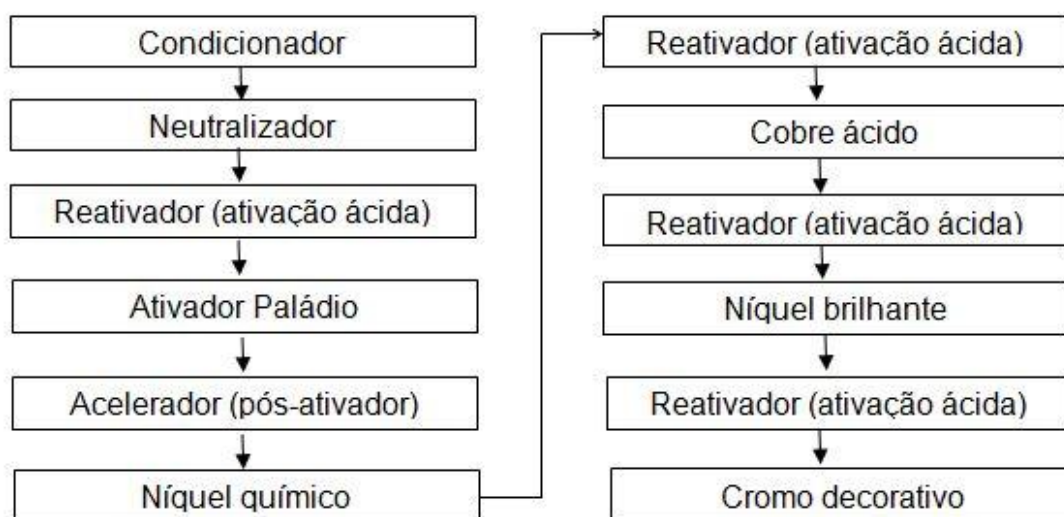 Condicionador
Neutralizador
Reativador (ativação ácida)
Ativador Paládio
Acelerador (pós-ativador)
Níquel químico
Reativador (ativação ácida)
Cobre ácido
Reativador (ativação ácida)
Níquel brilhante
Reativador (ativação ácida)
Cromo decorativo